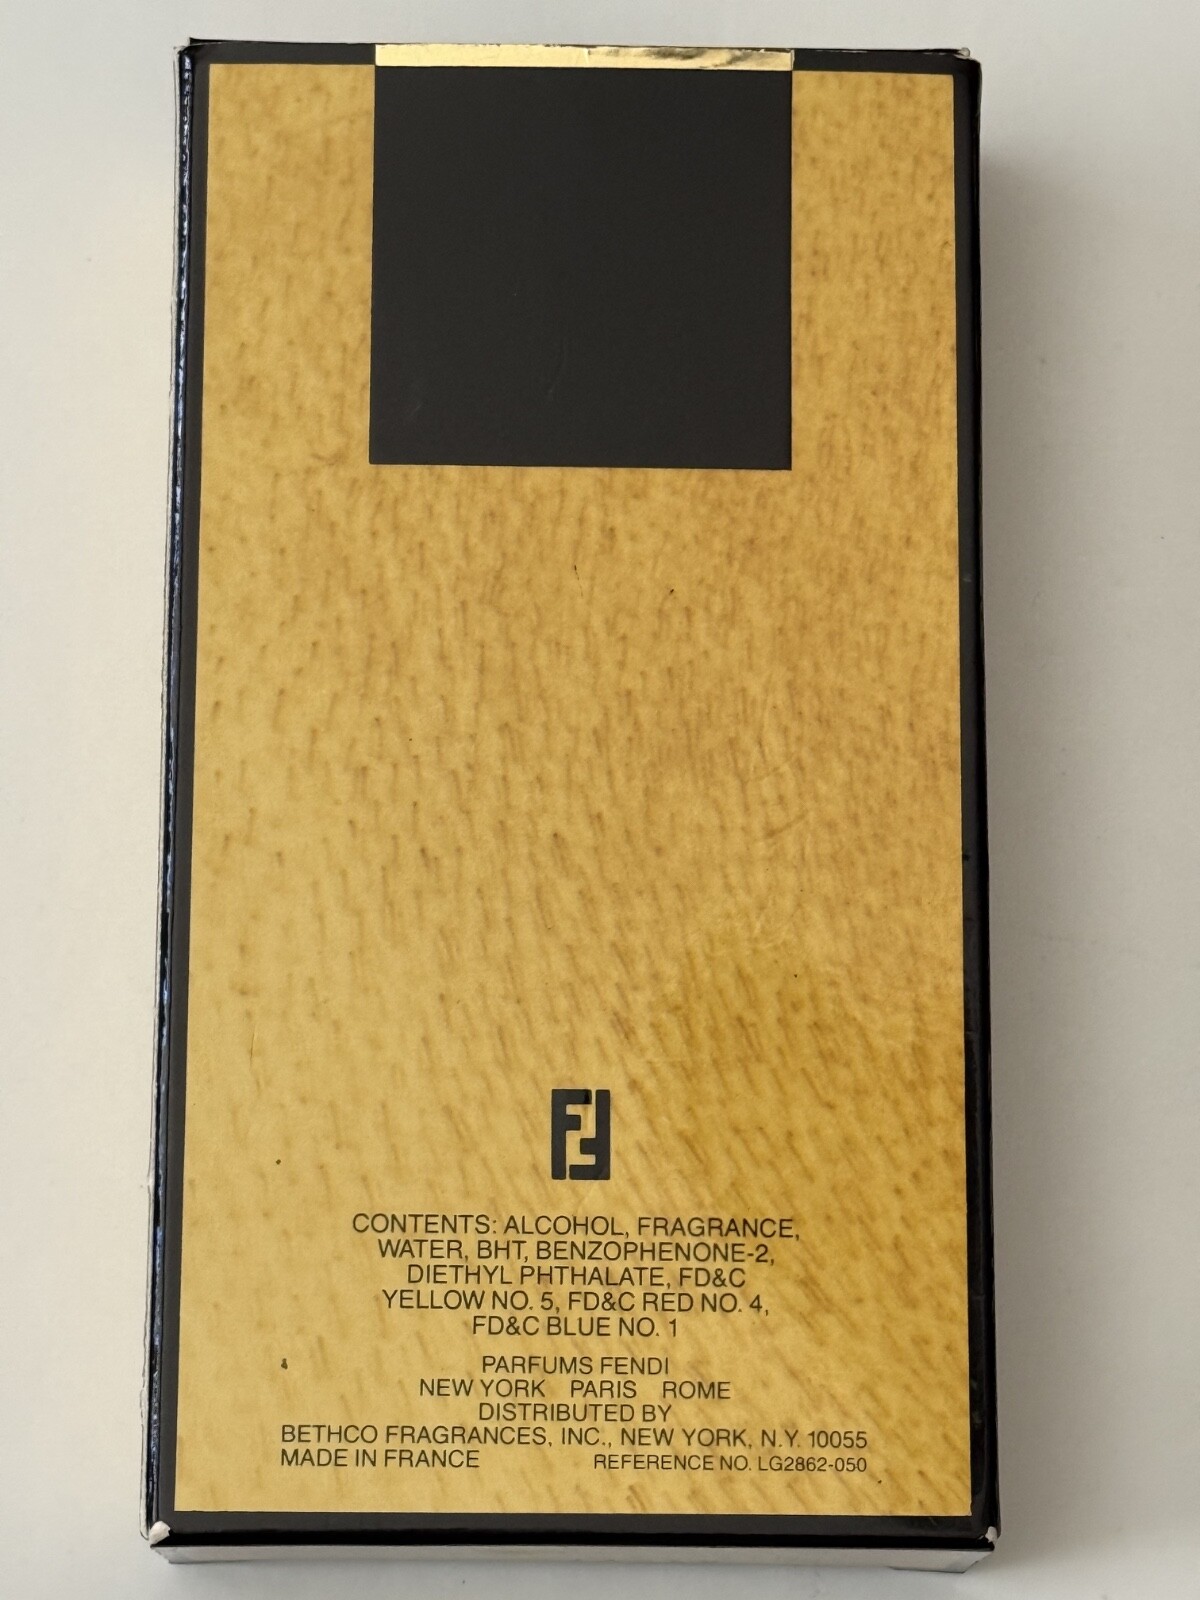 FF
CONTENTS: ALCOHOL, FRAGRANCE,
WATER, BHT, BENZOPHENONE-2,
DIETHYL PHTHALATE, FD&C
YELLOW NO. 5, FD&C RED NO. 4,
FD&C BLUE NO. 1
PARFUMS FENDI
NEW YORK PARIS ROME
DISTRIBUTED BY
BETHCO FRAGRANCES, INC., NEW YORK, N.Y. 10055
MADE IN FRANCE REFERENCE NO. LG2862-050